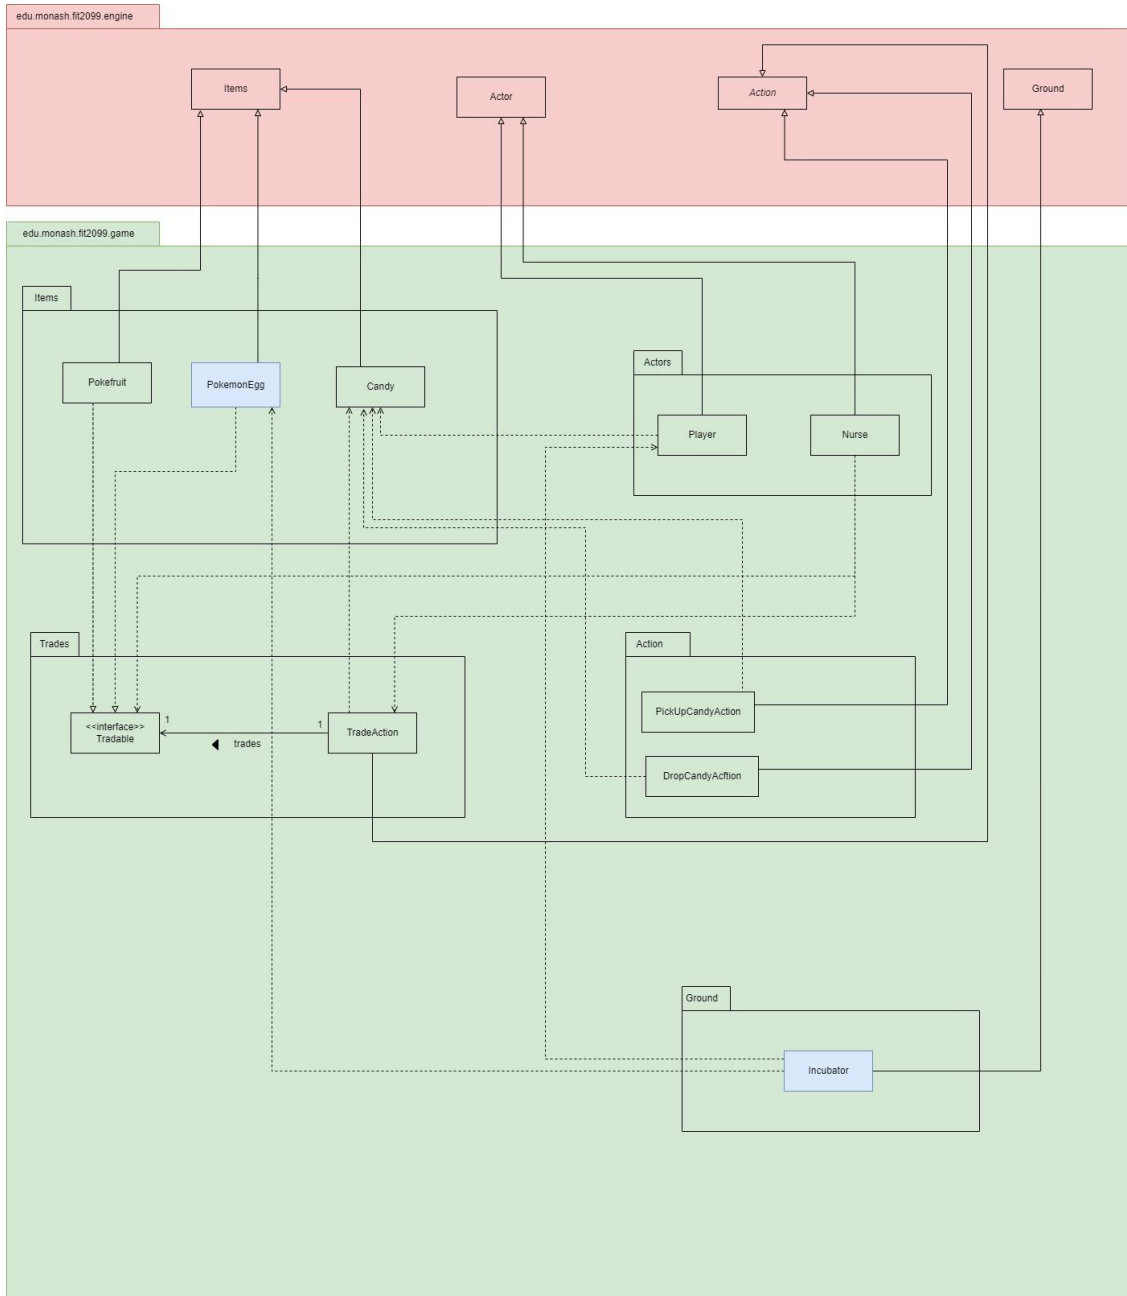 edu.monash.fit2099.engine
Items
Actor
Action
Ground
edu.monash.fit2099.game
Items
Pokefruit
PokemonEgg
Candy
Actors
Player
Nurse
Trades
<<interface>>
Tradable
1
trades
1
TradeAction
Action
PickUpCandyAction
DropCandyAcftion
Ground
Incubator